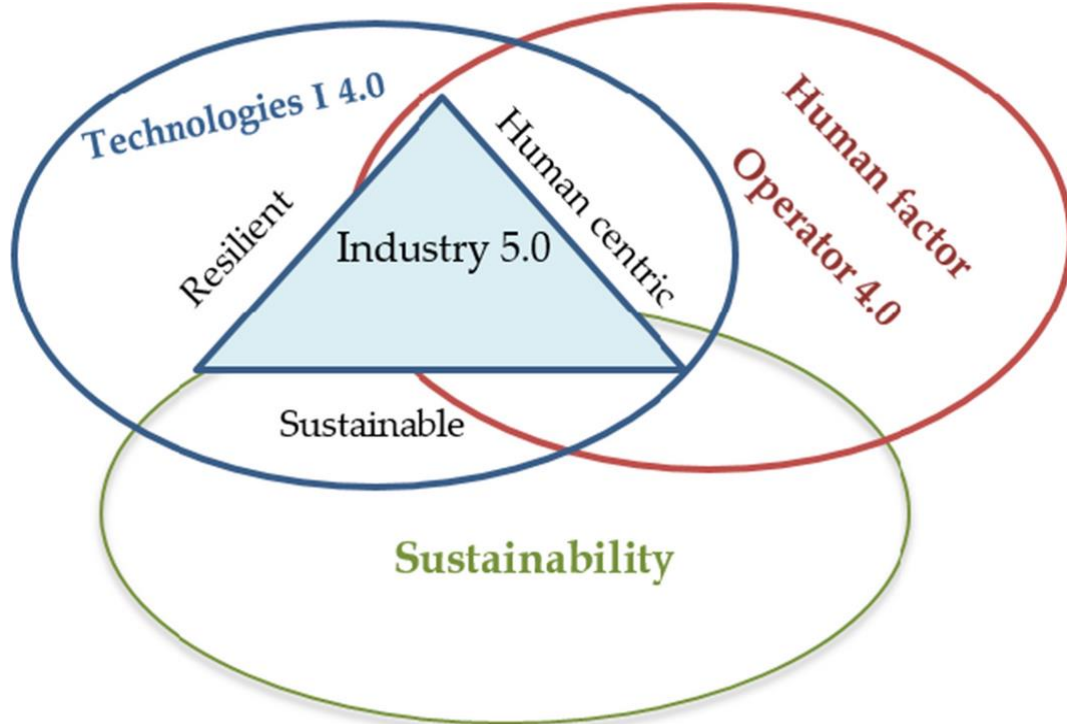 Technologies I 4.0
Human factor
Operator 4.0
Resilient
Human centric
Industry 5.0
Sustainable
Sustainability